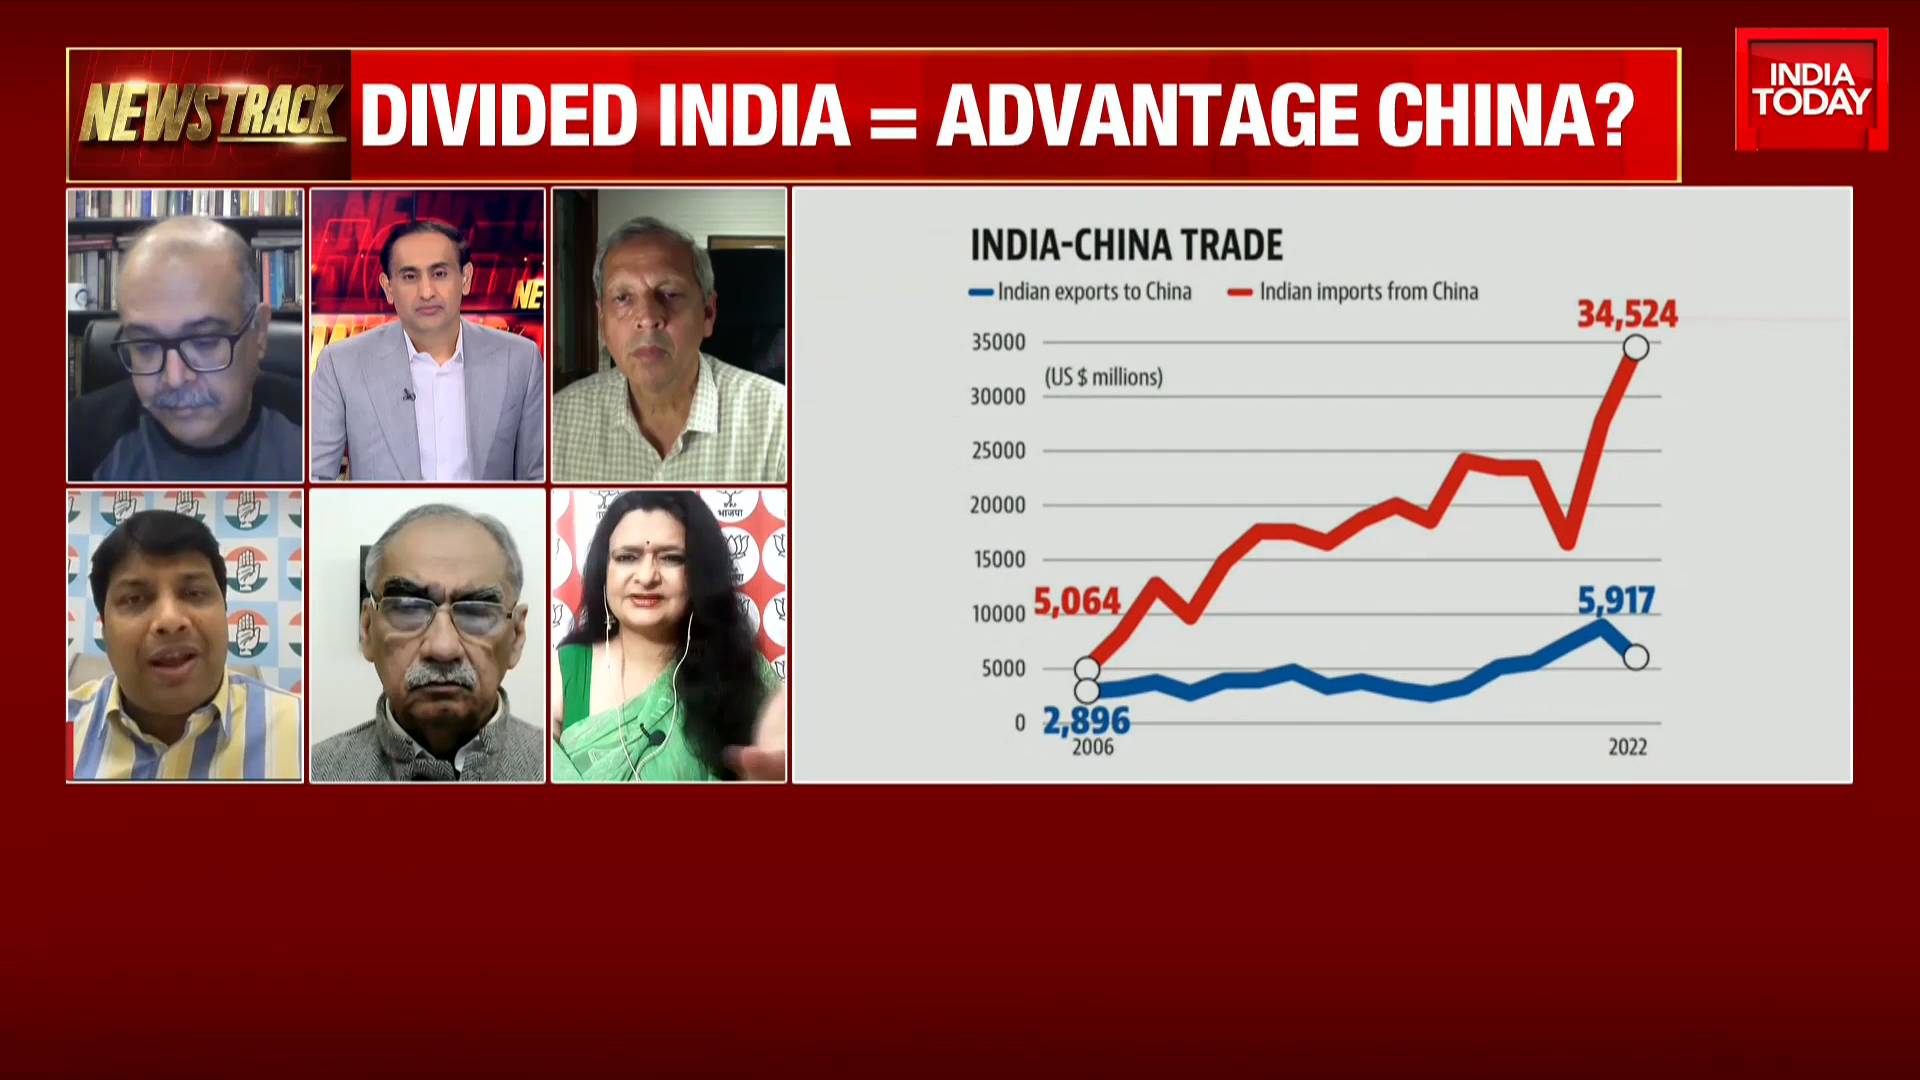 NEWSTRACK
DIVIDED INDIA = ADVANTAGE CHINA?
INDIA
TODAY
NE
भाजपा
INDIA-CHINA TRADE
Indian exports to China
Indian imports from China
34,524
35000
(US $ millions)
30000
25000
20000
15000
10000
5,064
5,917
5000
0
2,896
2006
2022